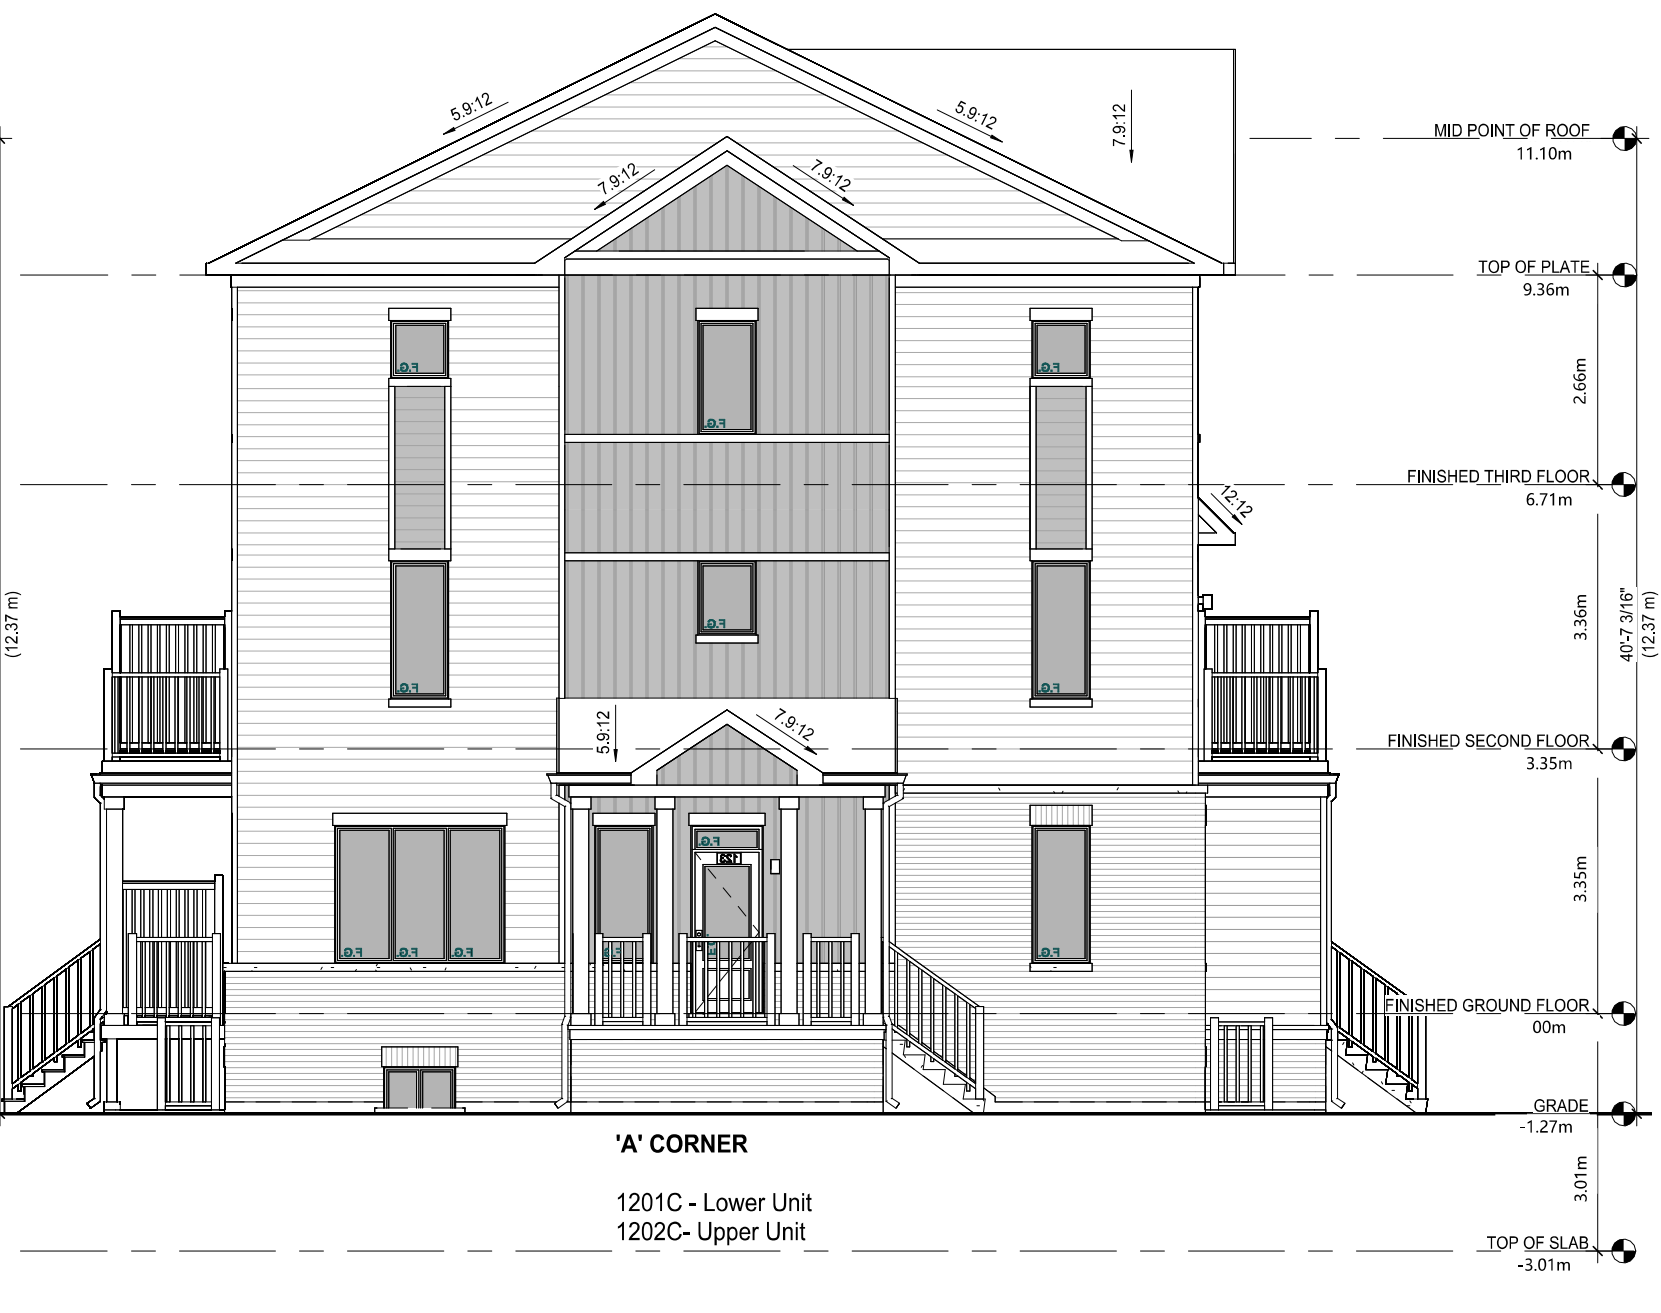 5.9:12
5.9:12
7.9:12
MID POINT OF ROOF
11.10m
7.9:12
7.9:12
TOP OF PLATE
9.36m
F.G.
F.G.
F.G.
2.66m
FINISHED THIRD FLOOR
6.71m
12:12
(12.37 m)
F.G.
3.36m
40'-7 3/16"
(12.37 m)
F.G.
F.G.
5.9:12
7.9:12
FINISHED SECOND FLOOR
3.35m
F.G.
123
3.35m
F.G.
F.G.
F.G.
F.G.
F.G.
F.G.
FINISHED GROUND FLOOR
00m
GRADE
-1.27m
'A' CORNER
3.01m
1201C - Lower Unit
1202C- Upper Unit
TOP OF SLAB
-3.01m